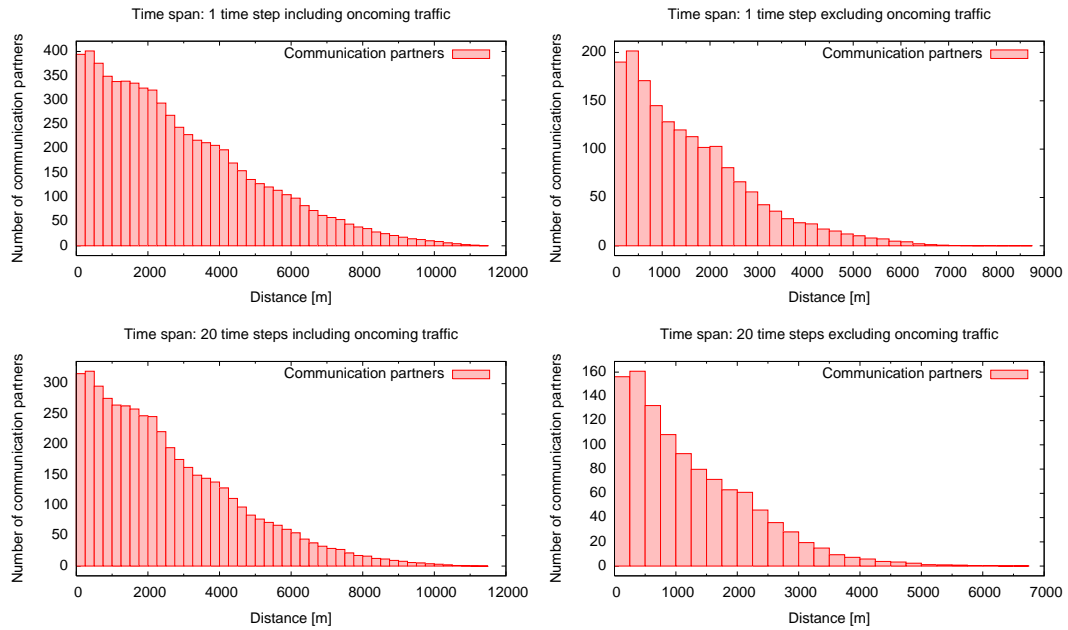 Time span: 1 time step including oncoming traffic
Number of communication partners
400
350
300
250
200
150
100
50
0
Communication partners
0 2000 4000 6000 8000 10000 12000
Distance [m]
Time span: 1 time step excluding oncoming traffic
Number of communication partners
200
150
100
50
0
Communication partners
0 1000 2000 3000 4000 5000 6000 7000 8000 9000
Distance [m]
Time span: 20 time steps including oncoming traffic
Number of communication partners
300
250
200
150
100
50
0
Communication partners
0 2000 4000 6000 8000 10000 12000
Distance [m]
Time span: 20 time steps excluding oncoming traffic
Number of communication partners
160
140
120
100
80
60
40
20
0
Communication partners
0 1000 2000 3000 4000 5000 6000 7000
Distance [m]